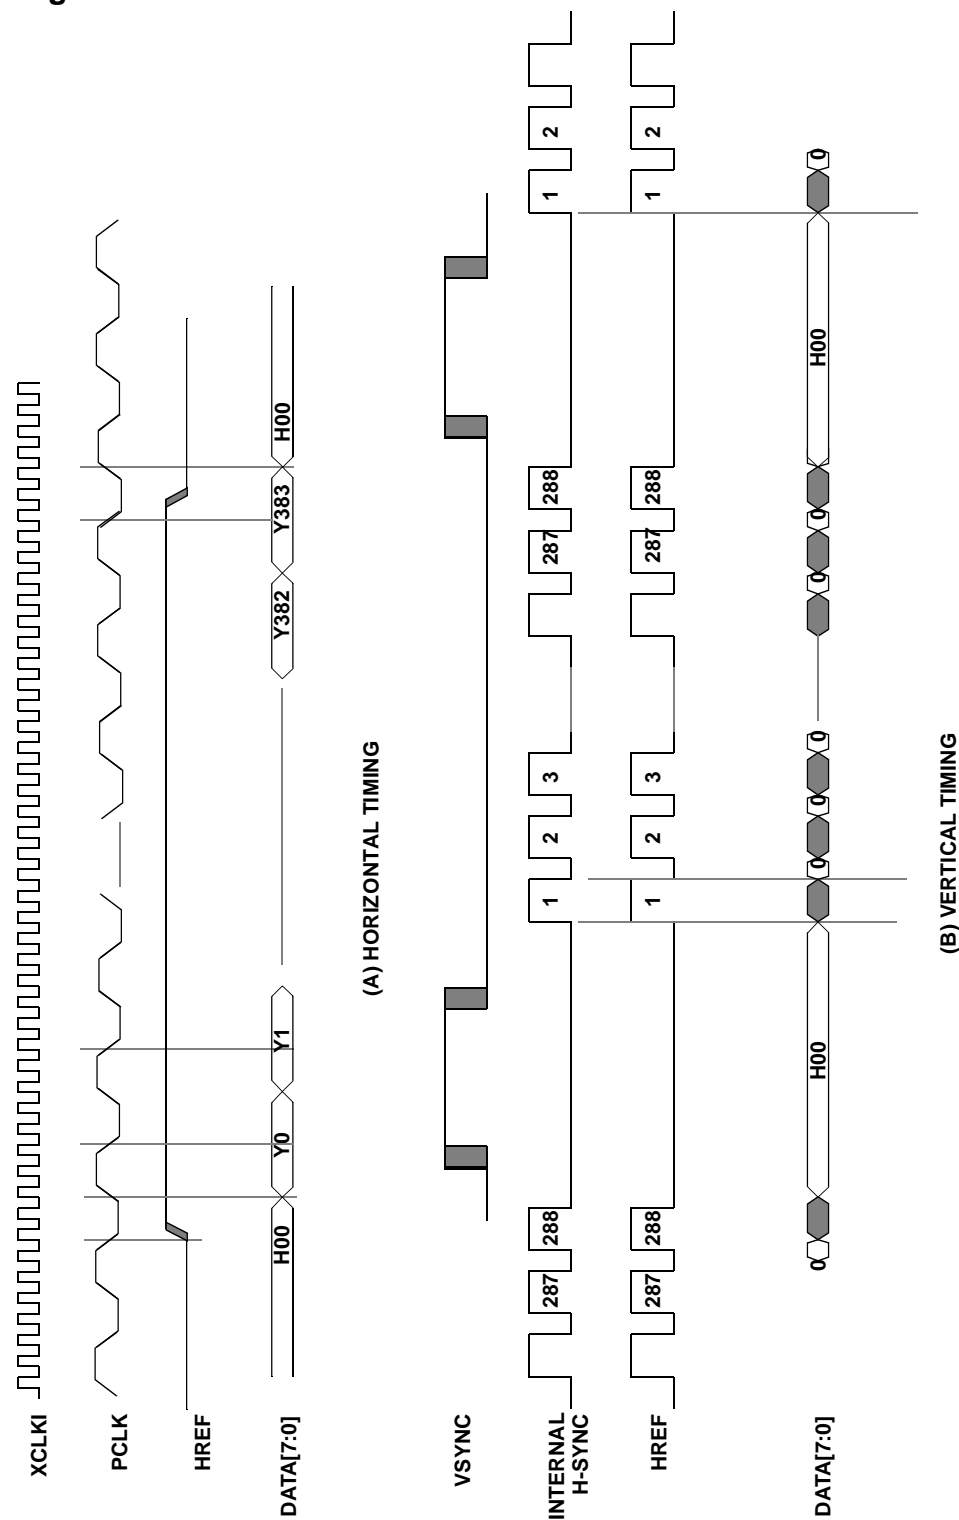 XCLKI
PCLK
HREF
DATA[7:0] H00 Y0 Y1 Y382 Y383 H00
(A) HORIZONTAL TIMING
VSYNC
INTERNAL
H-SYNC 287 288 1 2 3 287 288 1 2
HREF 287 288 1 2 3 287 288 1 2
DATA[7:0] 0 H00 0 0 0 0 0 H00 0
(B) VERTICAL TIMING